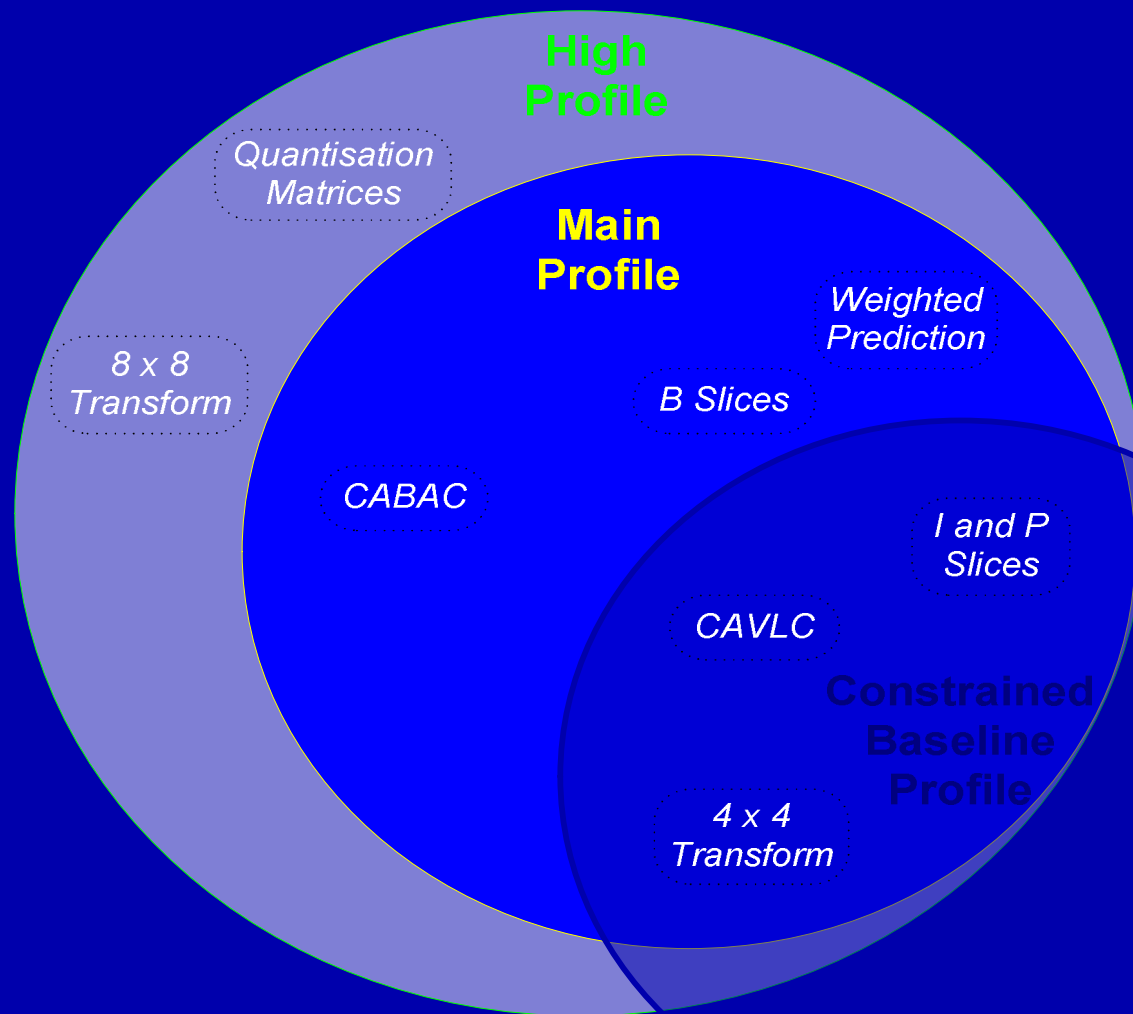 High
Profile
Quantisation
Matrices
Main
Profile
Weighted
Prediction
8 x 8
Transform
B Slices
CABAC
I and P
Slices
CAVLC
Constrained
Baseline
Profile
4 x 4
Transform